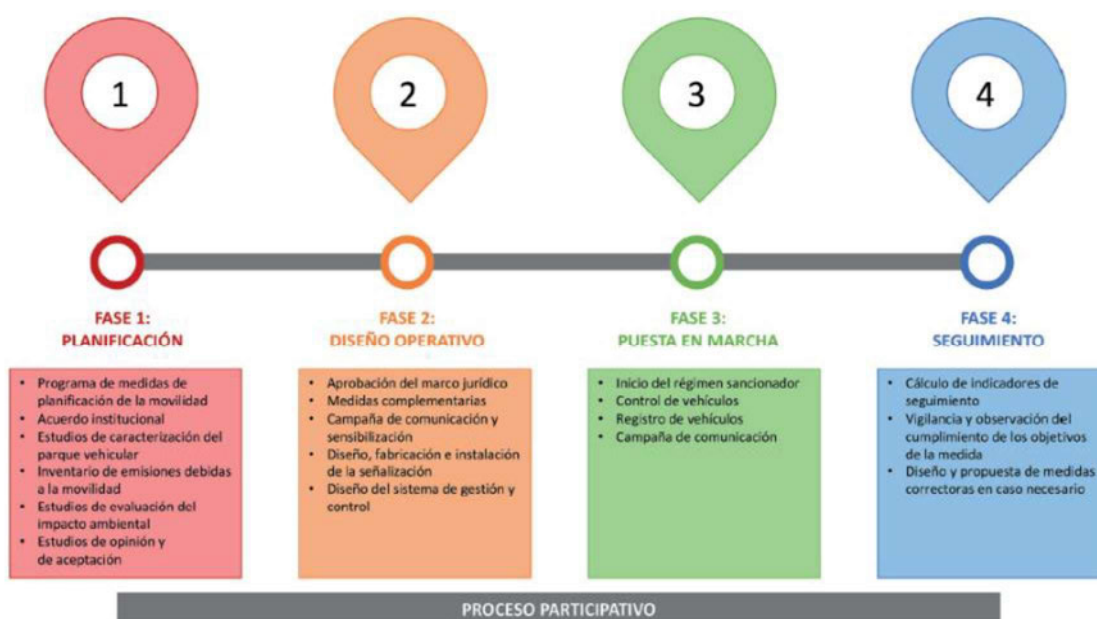 1
2
3
4
FASE 1:
PLANIFICACIÓN
FASE 2:
DISEÑO OPERATIVO
FASE 3:
PUESTA EN MARCHA
FASE 4:
SEGUIMIENTO
• Programa de medidas de
planificación de la movilidad
• Acuerdo institucional
• Estudios de caracterización del
parque vehicular
• Inventario de emisiones debidas
a la movilidad
• Estudios de evaluación del
impacto ambiental
• Estudios de opinión y
de aceptación
• Aprobación del marco jurídico
• Medidas complementarias
• Campaña de comunicación y
sensibilización
• Diseño, fabricación e instalación
de la señalización
• Diseño del sistema de gestión y
control
• Inicio del régimen sancionador
• Control de vehículos
• Registro de vehículos
• Campaña de comunicación
• Cálculo de indicadores de
seguimiento
• Vigilancia y observación del
cumplimiento de los objetivos
de la medida
• Diseño y propuesta de medidas
correctoras en caso necesario
PROCESO PARTICIPATIVO